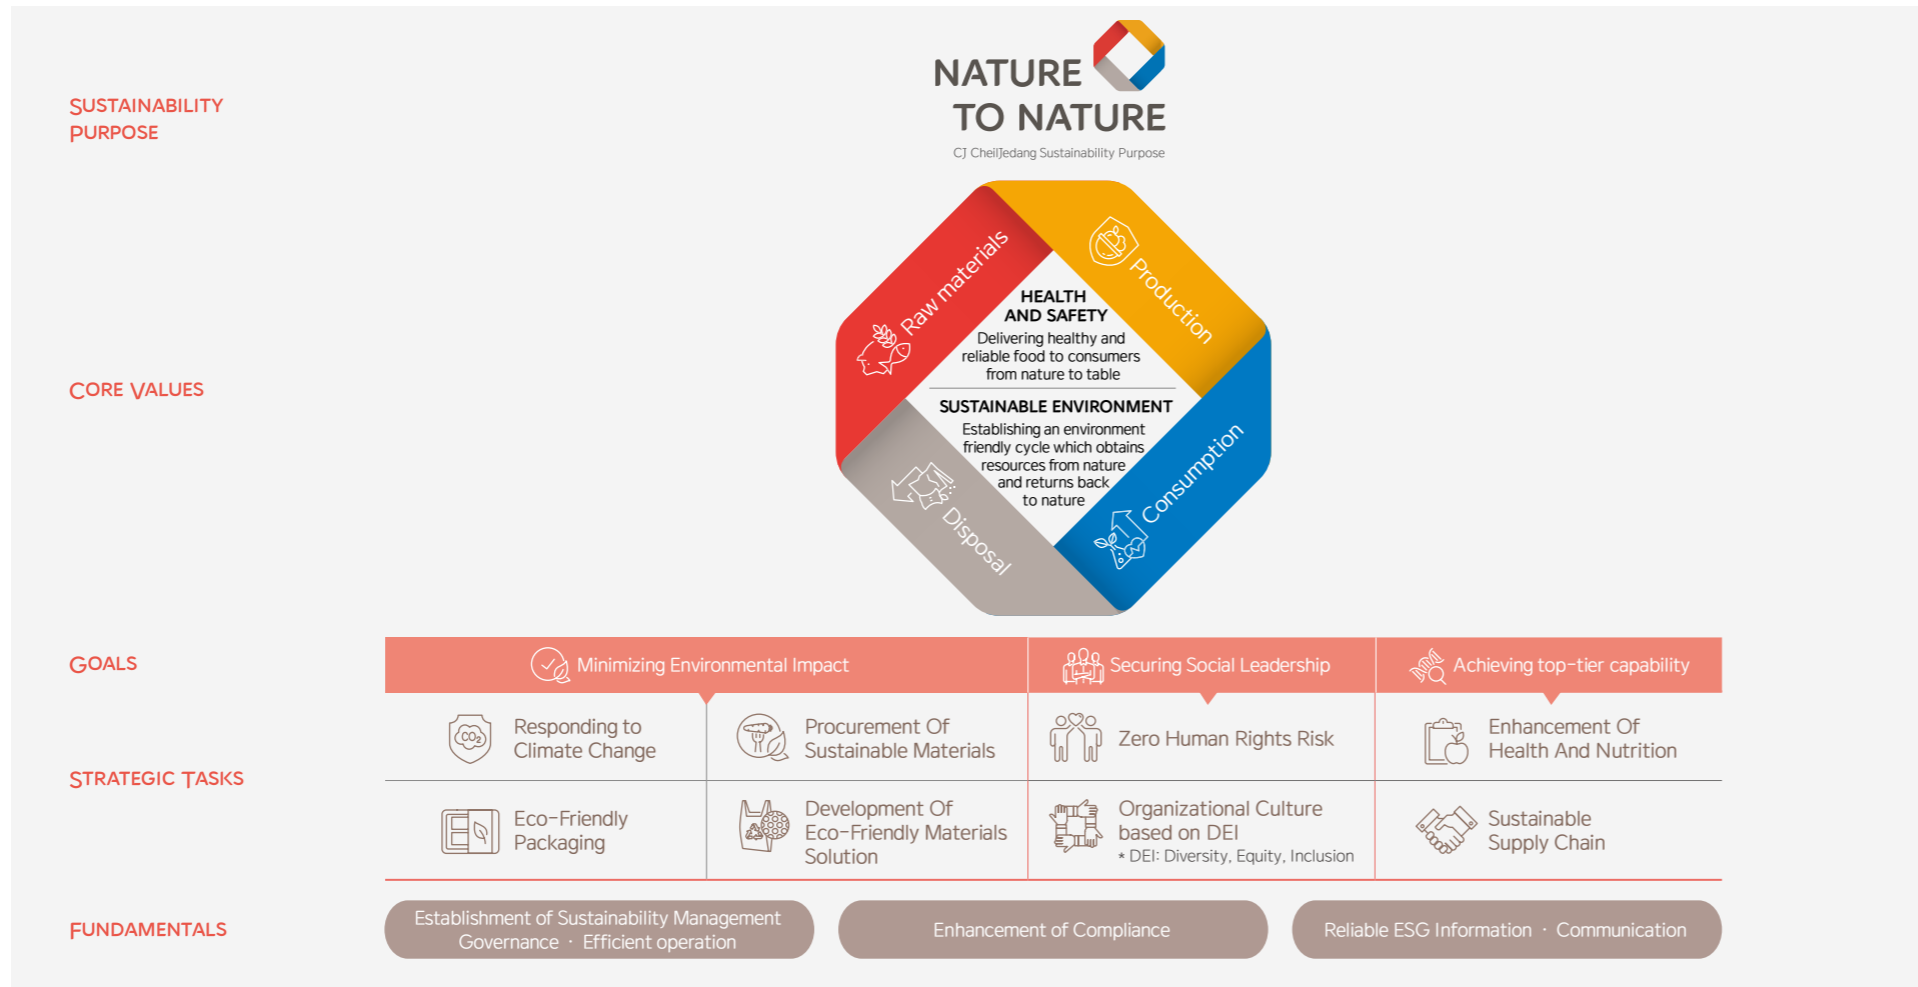 SUSTAINABILITY
PURPOSE
NATURE
TO NATURE
CJ CheilJedang Sustainability Purpose
CORE VALUES
Raw materials
Production
HEALTH
AND SAFETY
Delivering healthy and
reliable food to consumers
from nature to table
SUSTAINABLE ENVIRONMENT
Establishing an environment
friendly cycle which obtains
resources from nature
and returns back
to nature
Disposal
Consumption
GOALS
Minimizing Environmental Impact
Securing Social Leadership
Achieving top-tier capability
STRATEGIC TASKS
CO2
Responding to
Climate Change
Procurement Of
Sustainable Materials
Zero Human Rights Risk
Enhancement Of
Health And Nutrition
Eco-Friendly
Packaging
Development Of
Eco-Friendly Materials
Solution
Organizational Culture
based on DEI
* DEI: Diversity, Equity, Inclusion
Sustainable
Supply Chain
FUNDAMENTALS
Establishment of Sustainability Management
Governance · Efficient operation
Enhancement of Compliance
Reliable ESG Information · Communication